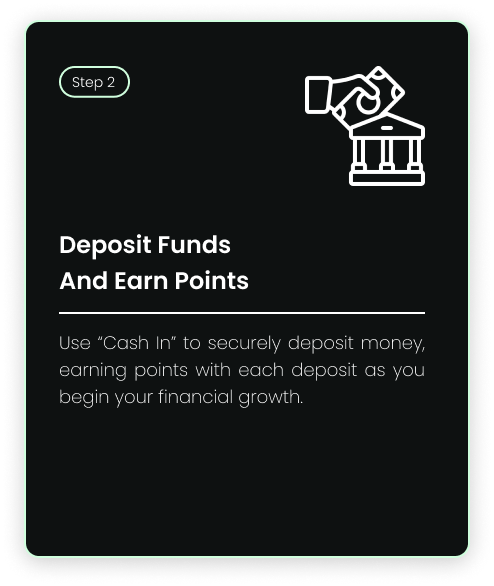 Step 2
Deposit Funds
And Earn Points
Use “Cash In” to securely deposit money,
earning points with each deposit as you
begin your financial growth.